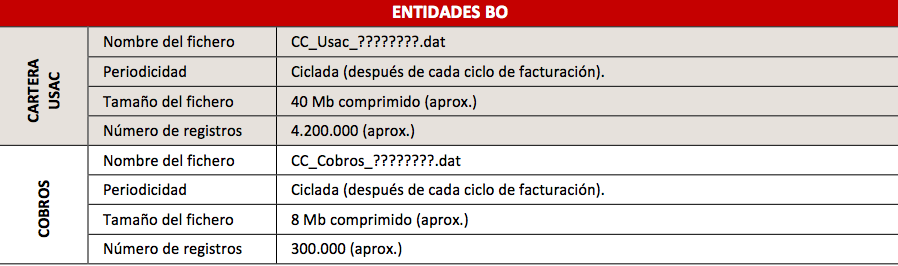 ENTIDADES BO
CARTERA
USAC
Nombre del fichero CC_Usac_????????.dat
Periodicidad Ciclada (después de cada ciclo de facturación).
Tamaño del fichero 40 Mb comprimido (aprox.)
Número de registros 4.200.000 (aprox.)
COBROS
Nombre del fichero CC_Cobros_????????.dat
Periodicidad Ciclada (después de cada ciclo de facturación).
Tamaño del fichero 8 Mb comprimido (aprox.)
Número de registros 300.000 (aprox.)